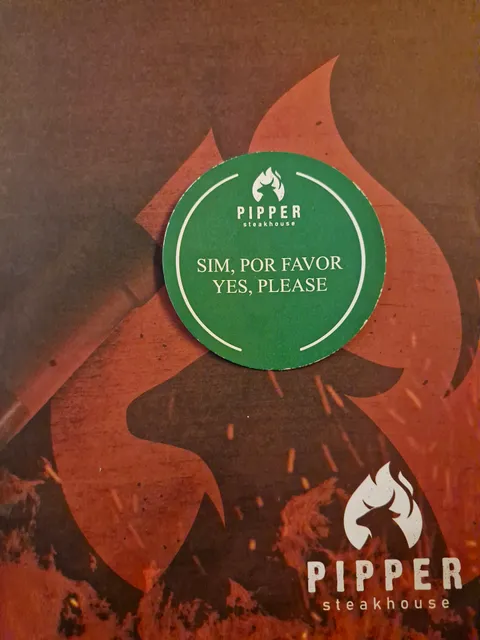 PIPPER
steakhouse
SIM, POR FAVOR
YES, PLEASE
PIPPER
steakhouse